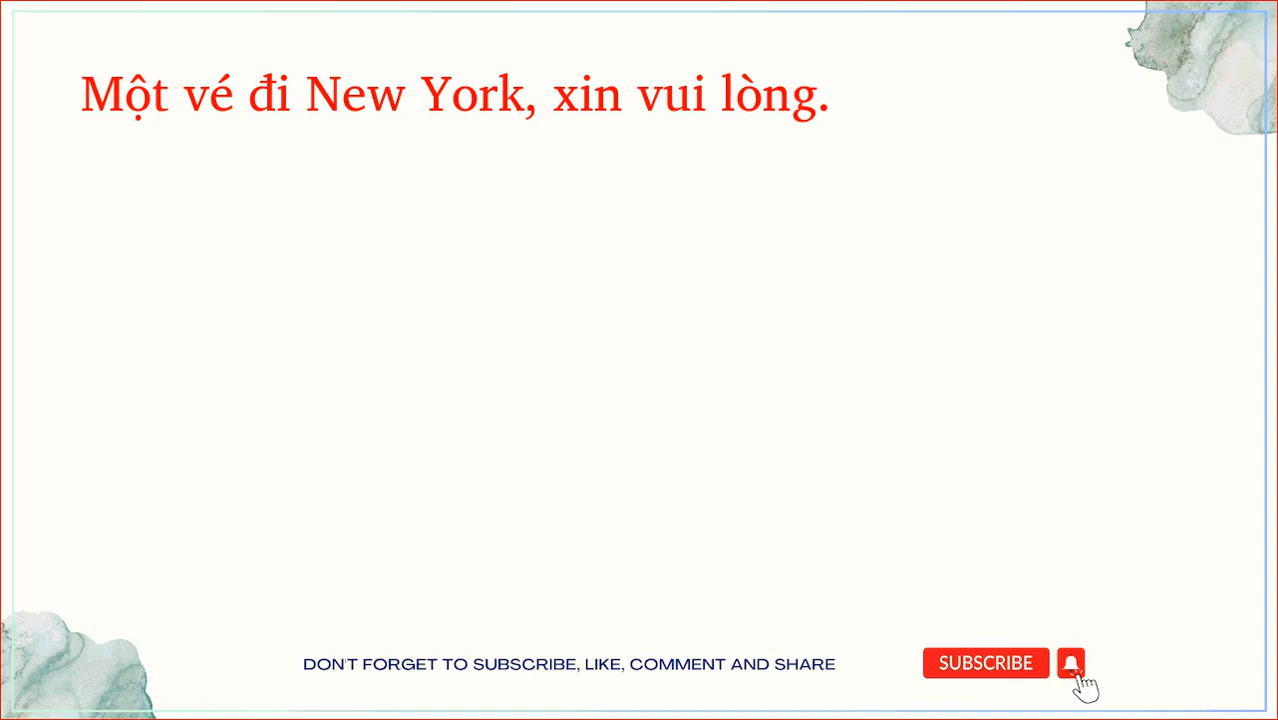 Một vé đi New York, xin vui lòng.
DON'T FORGET TO SUBSCRIBE, LIKE, COMMENT AND SHARE
SUBSCRIBE